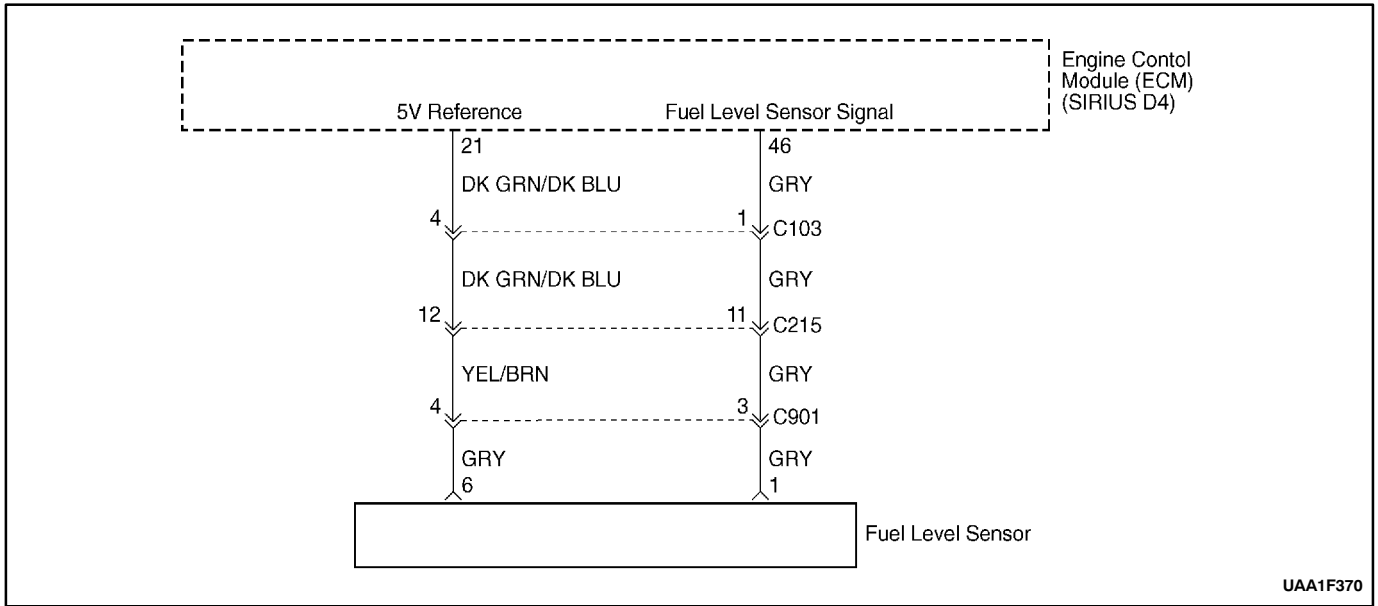 Engine Contol
Module (ECM)
(SIRIUS D4)
5V Reference Fuel Level Sensor Signal
21 46
DK GRN/DK BLU GRY
4 1 C103
DK GRN/DK BLU GRY
12 11 C215
YEL/BRN GRY
4 3 C901
GRY GRY
6 1
Fuel Level Sensor
UAA1F370